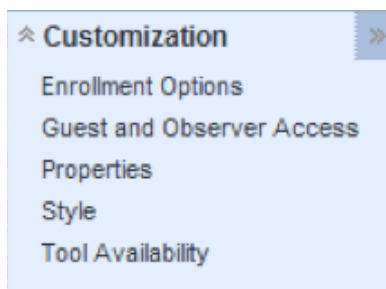 Customization
Enrollment Options
Guest and Observer Access
Properties
Style
Tool Availability